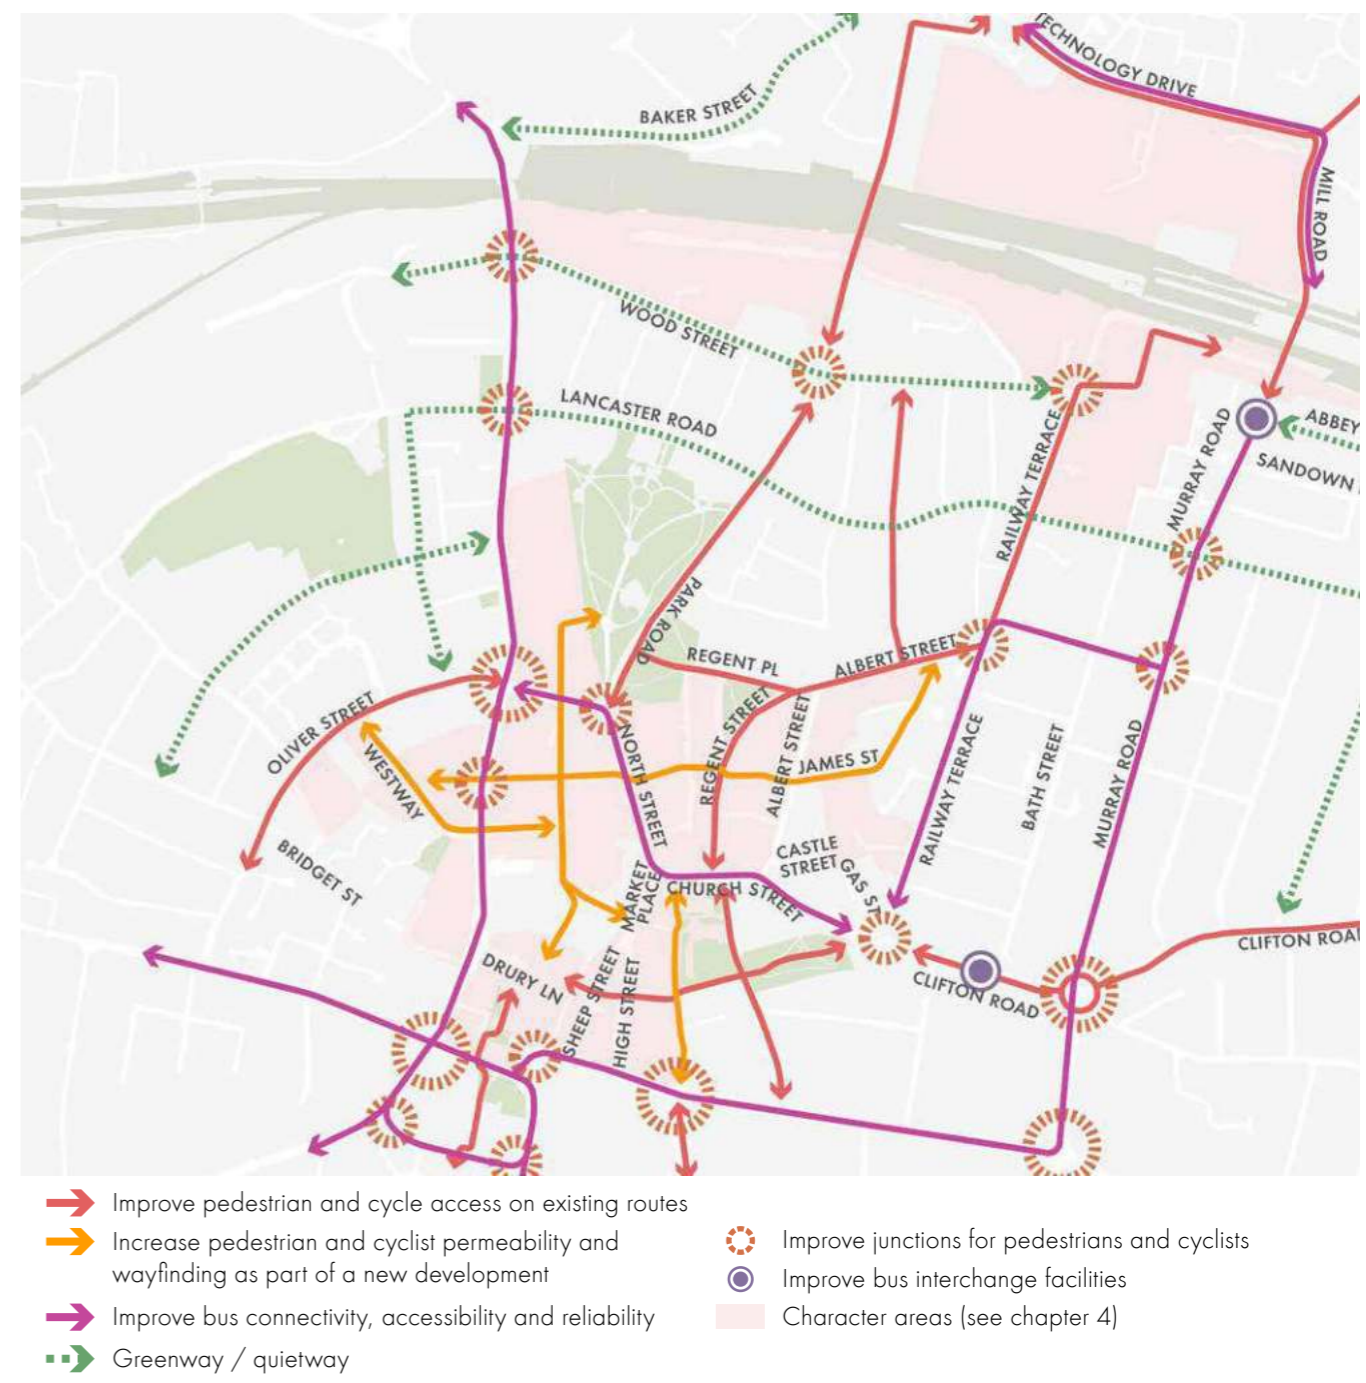 TECHNOLOGY DRIVE
BAKER STREET
MILL ROAD
WOOD STREET
LANCASTER ROAD
ABBEY
MURRAY ROAD
SANDOWN
RAILWAY TERRACE
PARK ROAD
REGENT PL
ALBERT STREET
OLIVER STREET
WESTWAY
NORTH STREET
REGENT STREET
ALBERT STREET
JAMES ST
RAILWAY TERRACE
BATH STREET
MURRAY ROAD
BRIDGET ST
MARKET
PLACE
CHURCH STREET
CASTLE
STREET
GAS ST
CLIFTON ROAD
DRURY LN
SHEEP STREET
HIGH STREET
CLIFTON ROAD
Improve pedestrian and cycle access on existing routes
Increase pedestrian and cyclist permeability and
wayfinding as part of a new development
Improve bus connectivity, accessibility and reliability
Greenway / quietway
Improve junctions for pedestrians and cyclists
Improve bus interchange facilities
Character areas (see chapter 4)